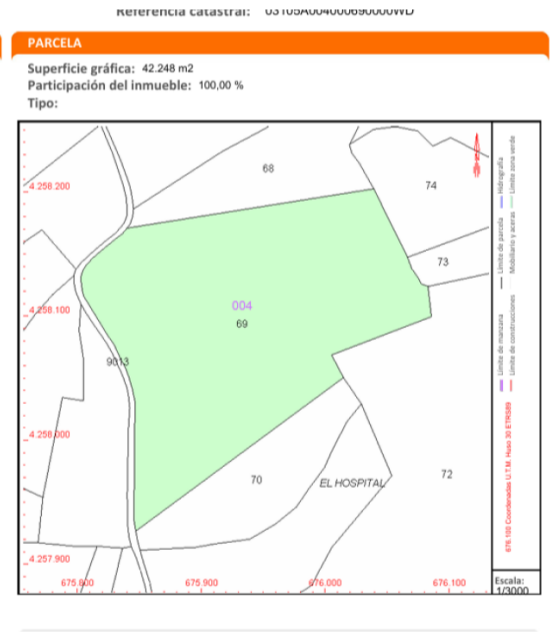 Referencia catastral: 03105A004000690000WD
PARCELA
Superficie gráfica: 42.248 m2
Participación del inmueble: 100,00 %
Tipo:
68
4.258.200
74
73
4.258.100
004
69
9013
4.258.000
70
EL HOSPITAL
72
4.257.900
675.800
675.900
676.000
676.100
Límite de manzana
Límite de parcela
Hidrografía
Límite de construcciones
Mobiliario y aceras
Límite zona verde
676.100 Coordenadas U.T.M. Huso 30 ETRS89
Escala:
1/3000